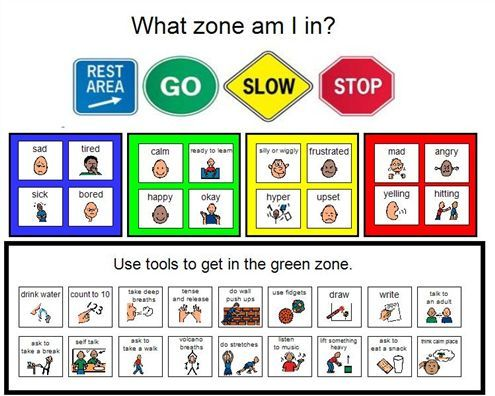 What zone am I in?
REST
AREA
GO
SLOW
STOP
sad
tired
calm
ready to learn
silly or wiggly
frustrated
mad
angry
sick
bored
happy
okay
hyper
upset
yelling
hitting
Use tools to get in the green zone.
drink water
count to 10
take deep
breaths
tense
and release
do wall
push ups
use fidgets
draw
write
talk to
an adult
ask to
take a break
self talk
ask to
take a walk
volcano
breaths
do stretches
listen
to music
lift something
heavy
ask to
eat a snack
think calm place